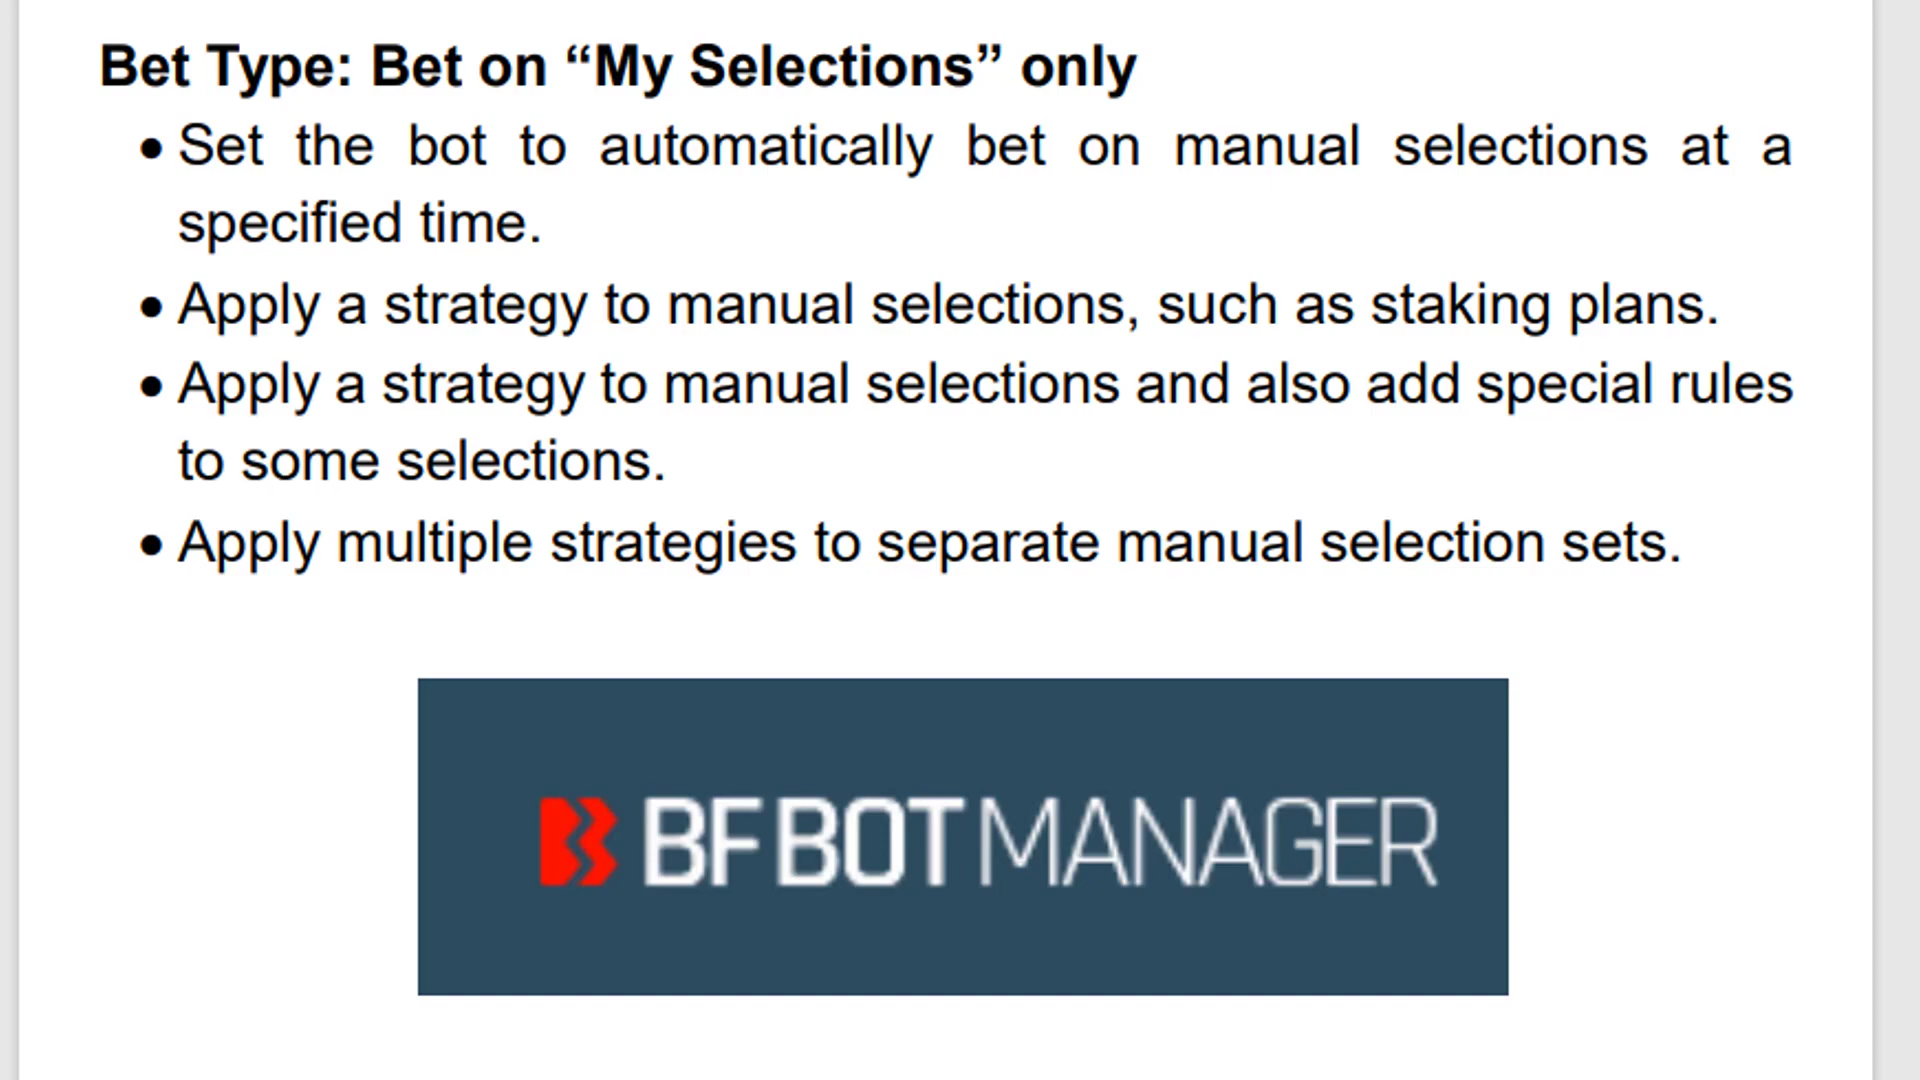 Bet Type: Bet on “My Selections” only
● Set the bot to automatically bet on manual selections at a
specified time.
● Apply a strategy to manual selections, such as staking plans.
● Apply a strategy to manual selections and also add special rules
to some selections.
● Apply multiple strategies to separate manual selection sets.
BF BOT MANAGER